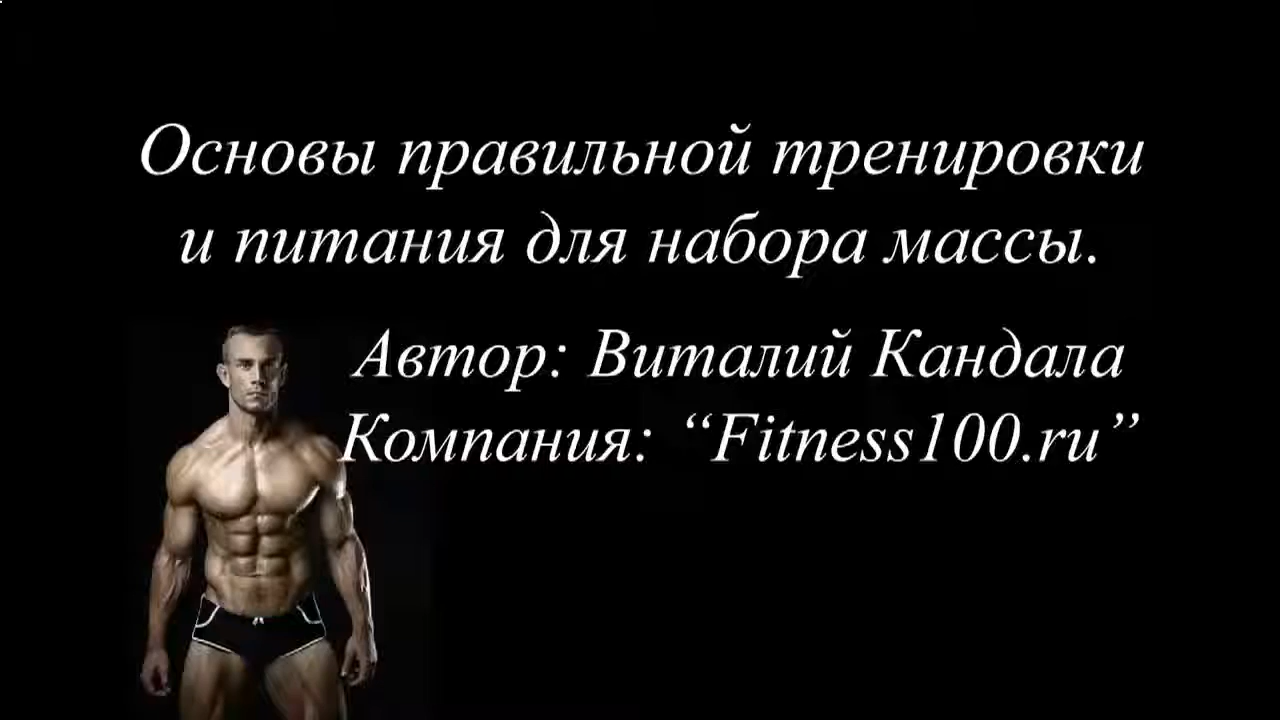 Основы правильной тренировки
и питания для набора массы.
Автор: Виталий Кандала
Компания: “Fitness100.ru”